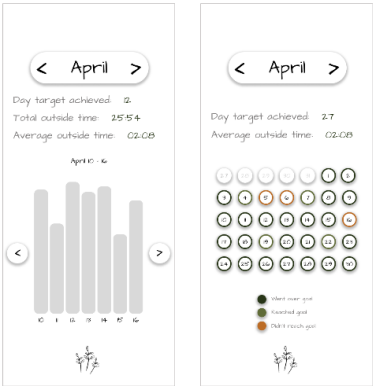 < April >
Day target achieved: 12
Total outside time: 25:54
Average outside time: 02:08
April 10 - 16
< >
10 11 12 13 14 15 16
< April >
Day target achieved: 27
Average outside time: 02:08
1 2
3 4 5 6 7 8 9
10 11 12 13 14 15 16
17 18 19 20 21 22 23
24 25 26 27 28 29 30
Went over goal
Reached goal
Didn't reach goal